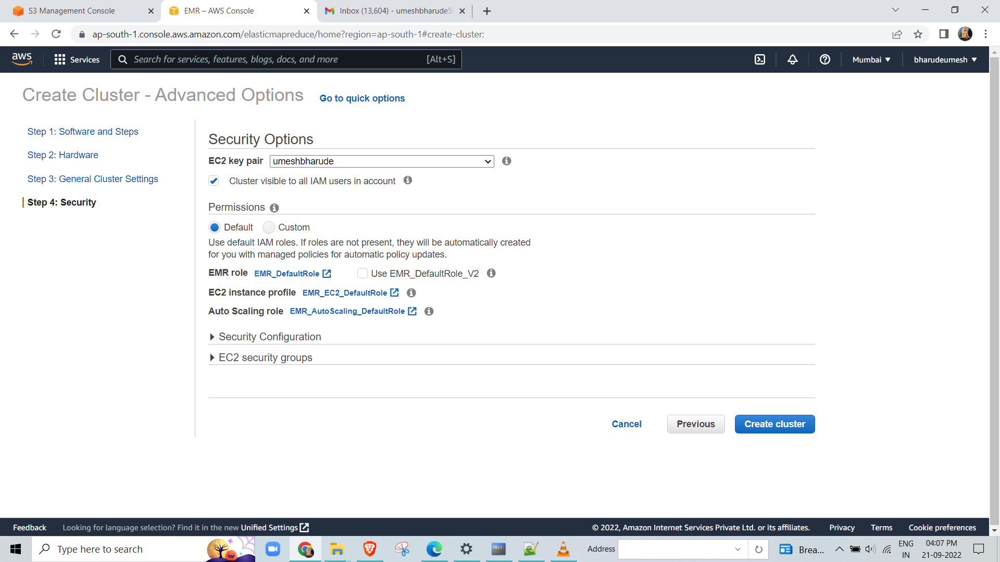 S3 Management Console
EMR – AWS Console
Inbox (13,604) - umeshbharude5
ap-south-1.console.aws.amazon.com/elasticmapreduce/home?region=ap-south-1#create-cluster:
aws
Services
Search for services, features, blogs, docs, and more
[Alt+S]
Mumbai
bharudeumesh
Create Cluster - Advanced Options
Go to quick options
Step 1: Software and Steps
Step 2: Hardware
Step 3: General Cluster Settings
Step 4: Security
Security Options
EC2 key pair umeshbharude
Cluster visible to all IAM users in account
Permissions
Default Custom
Use default IAM roles. If roles are not present, they will be automatically created
for you with managed policies for automatic policy updates.
EMR role EMR_DefaultRole Use EMR_DefaultRole_V2
EC2 instance profile EMR_EC2_DefaultRole
Auto Scaling role EMR_AutoScaling_DefaultRole
Security Configuration
EC2 security groups
Cancel Previous Create cluster
Feedback Looking for language selection? Find it in the new Unified Settings
© 2022, Amazon Internet Services Private Ltd. or its affiliates. Privacy Terms Cookie preferences
Type here to search
SQL>
Address
Brea...
ENG
IN
04:07 PM
21-09-2022